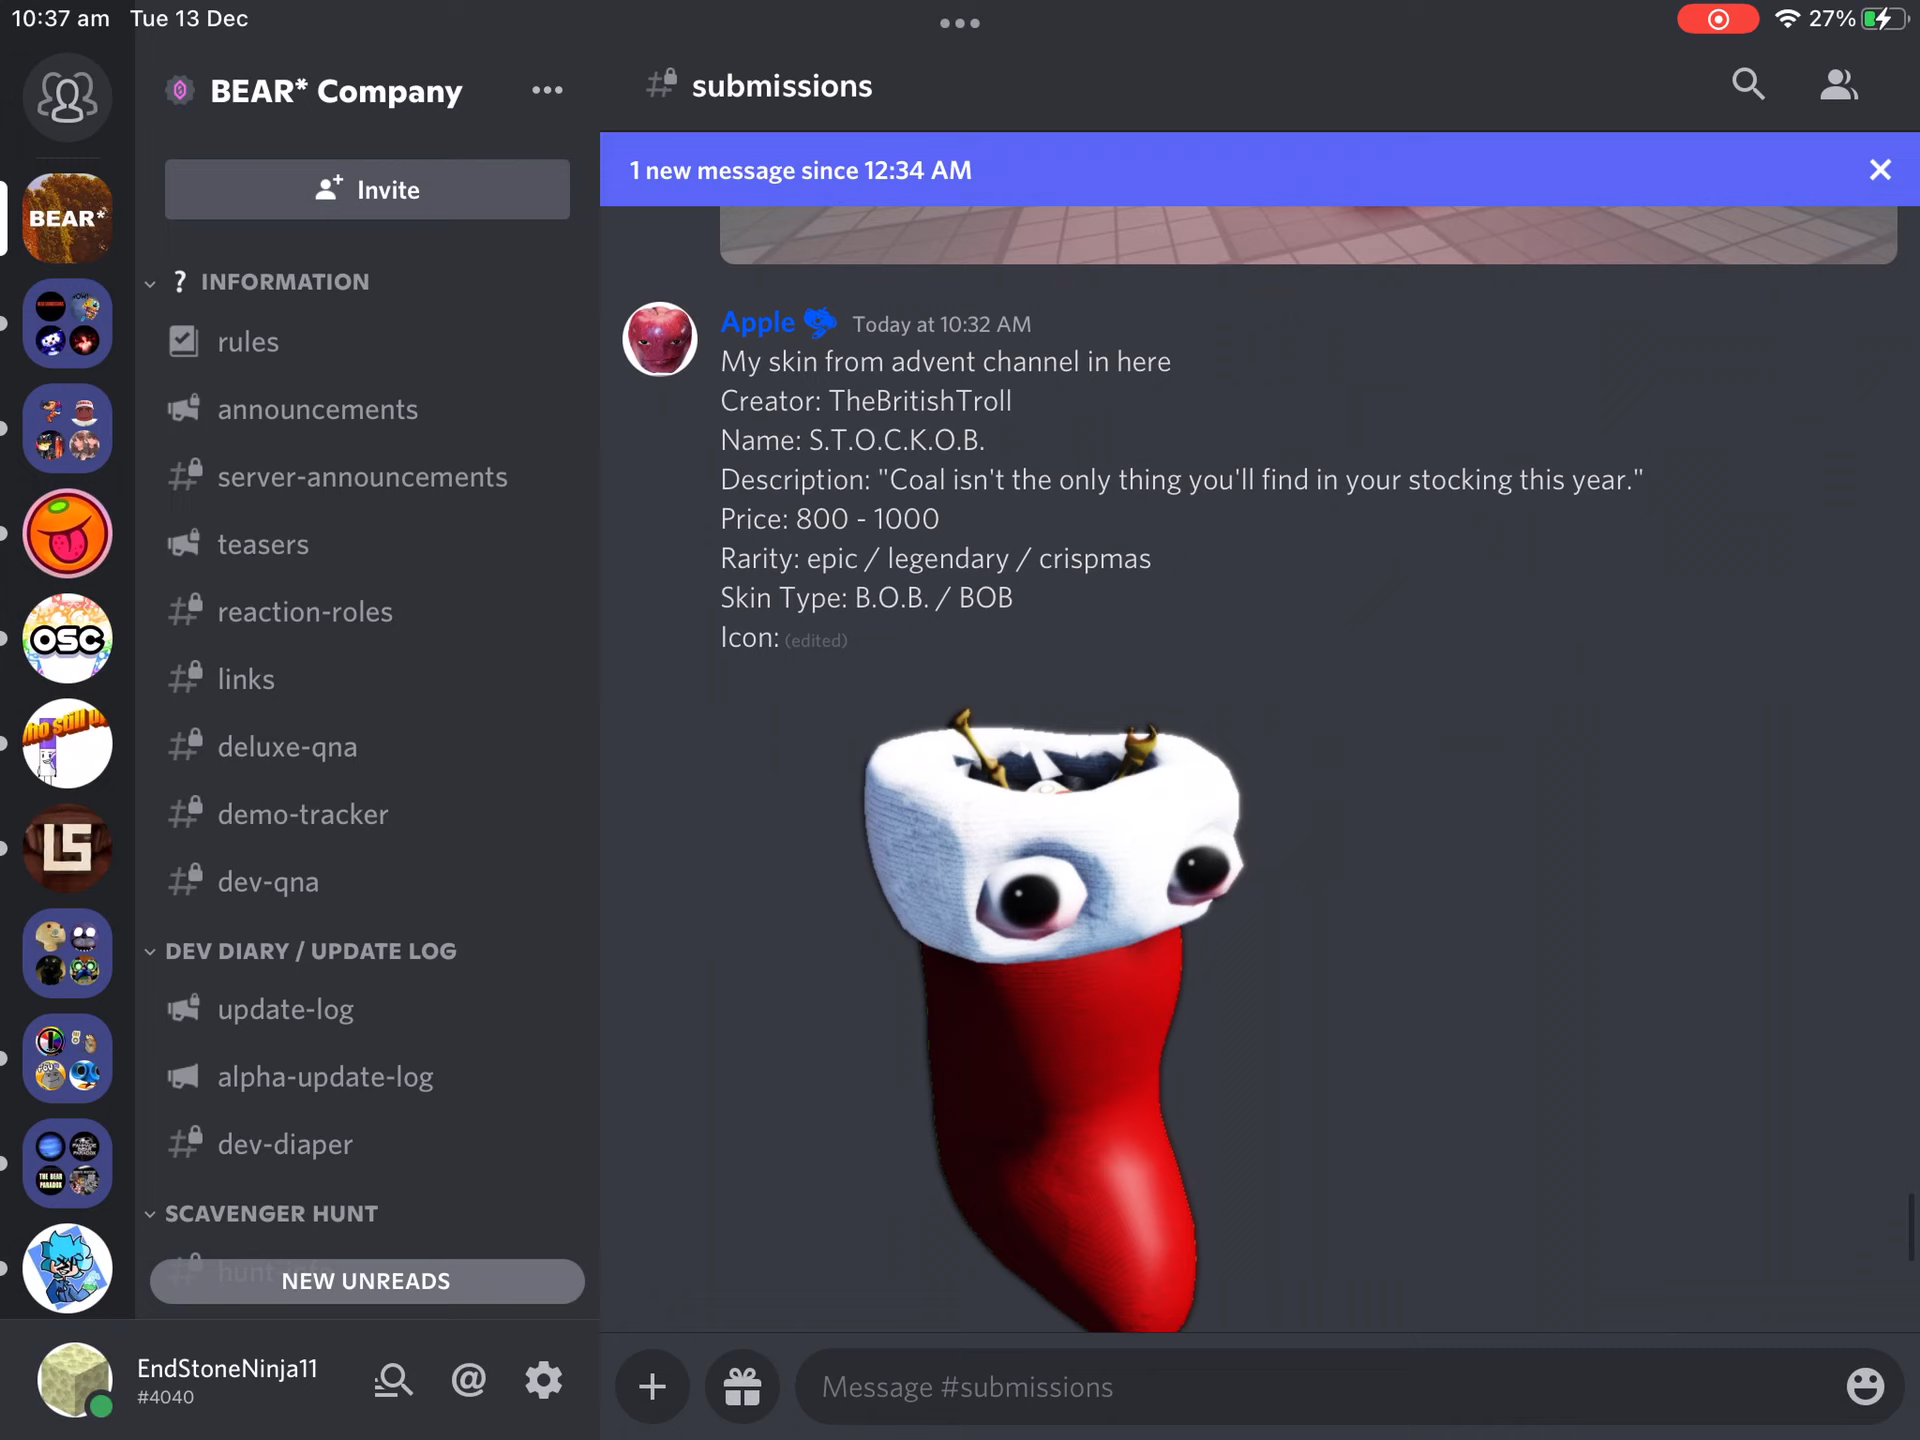 10:37 am Tue 13 Dec
27%
BEAR* Company
submissions
1 new message since 12:34 AM
Invite
BEAR*
? INFORMATION
rules
announcements
server-announcements
teasers
reaction-roles
links
deluxe-qna
demo-tracker
dev-qna
DEV DIARY / UPDATE LOG
update-log
alpha-update-log
dev-diaper
SCAVENGER HUNT
NEW UNREADS
OSC
LS
EndStoneNinja11
#4040
Apple Today at 10:32 AM
My skin from advent channel in here
Creator: TheBritishTroll
Name: S.T.O.C.K.O.B.
Description: "Coal isn't the only thing you'll find in your stocking this year."
Price: 800 - 1000
Rarity: epic / legendary / crispmas
Skin Type: B.O.B. / BOB
Icon: (edited)
Message #submissions